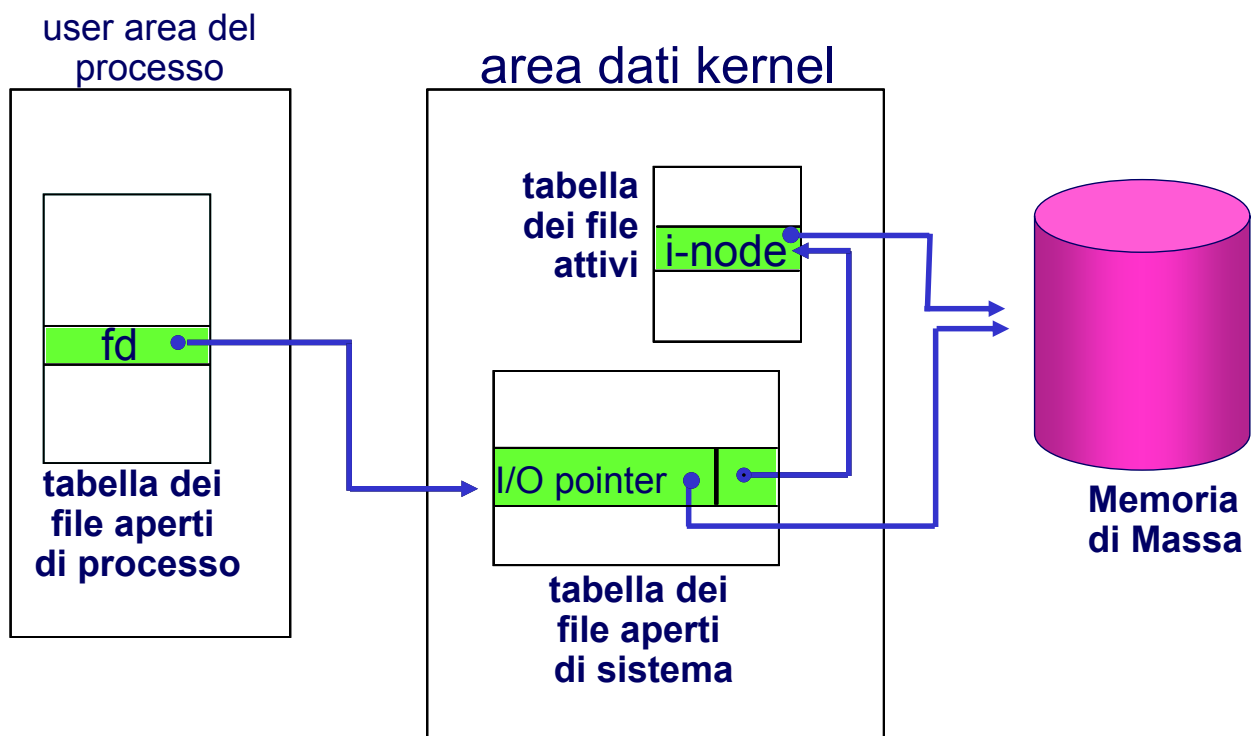 user area del
processo
area dati kernel
tabella
dei file
attivi
i-node
fd
I/O pointer
tabella dei
file aperti
di processo
tabella dei
file aperti
di sistema
Memoria
di Massa